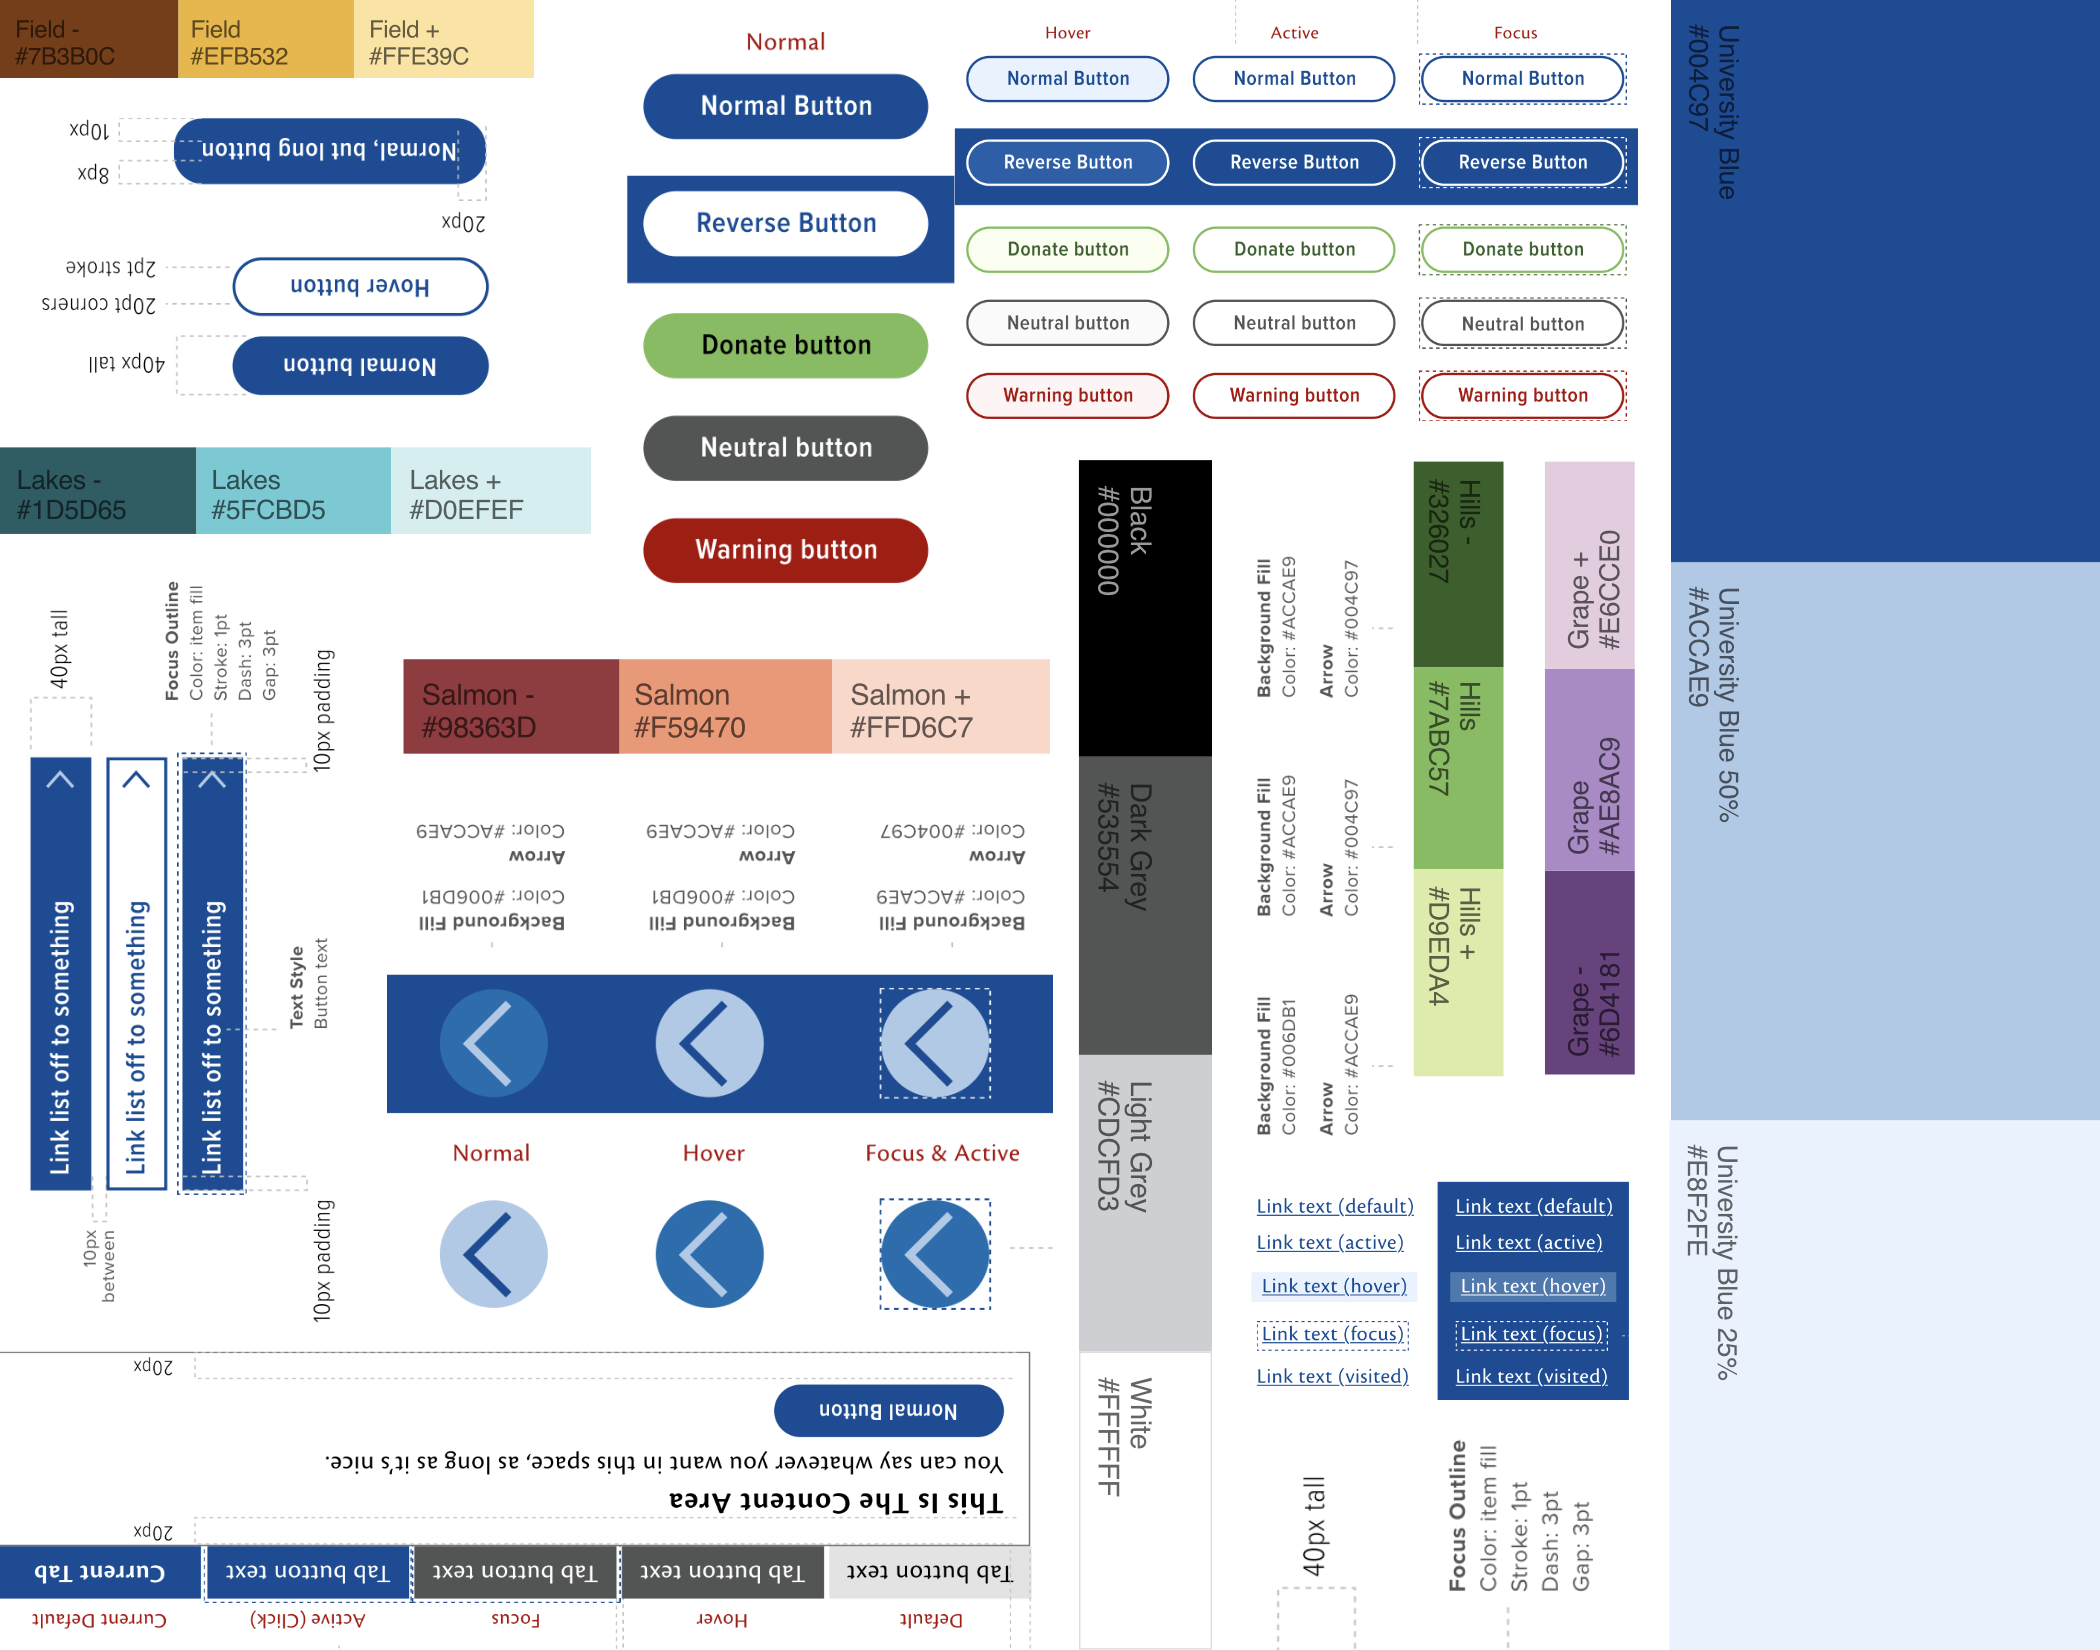 Field -
#7B3B0C
Field
#EFB532
Field +
#FFE39C
10px
8px
Normal, but long button
20px
2pt stroke
20pt corners
Hover button
40px tall
Normal button
Normal
Normal Button
Reverse Button
Donate button
Neutral button
Warning button
Hover
Active
Focus
Normal Button
Normal Button
Normal Button
Reverse Button
Reverse Button
Reverse Button
Donate button
Donate button
Donate button
Neutral button
Neutral button
Neutral button
Warning button
Warning button
Warning button
University Blue
#004C97
University Blue 50%
#ACCAE9
University Blue 25%
#E8F2FE
Lakes -
#1D5D65
Lakes
#5FCBD5
Lakes +
#D0EFEF
40px tall
Focus Outline
Color: item fill
Stroke: 1pt
Dash: 3pt
Gap: 3pt
10px padding
Link list off to something
Link list off to something
Link list off to something
Text Style
Button text
10px
between
10px padding
Salmon -
#98363D
Salmon
#F59470
Salmon +
#FFD6C7
Background Fill
Color: #ACCAE9
Arrow
Color: #004C97
Background Fill
Color: #006DB1
Arrow
Color: #ACCAE9
Background Fill
Color: #006DB1
Arrow
Color: #ACCAE9
Normal
Hover
Focus & Active
Black
#000000
Dark Grey
#535554
Light Grey
#CDCFD3
White
#FFFFFF
Background Fill
Color: #ACCAE9
Arrow
Color: #004C97
Background Fill
Color: #ACCAE9
Arrow
Color: #004C97
Background Fill
Color: #006DB1
Arrow
Color: #ACCAE9
Hills -
#326027
Hills
#7ABC57
Hills +
#D9EDA4
Grape +
#E6CCE0
Grape
#AE8AC9
Grape -
#6D4181
Link text (default)
Link text (active)
Link text (hover)
Link text (focus)
Link text (visited)
Link text (default)
Link text (active)
Link text (hover)
Link text (focus)
Link text (visited)
40px tall
Focus Outline
Color: item fill
Stroke: 1pt
Dash: 3pt
Gap: 3pt
Default
Hover
Focus
Active (Click)
Current Default
Tab button text
Tab button text
Tab button text
Tab button text
Current Tab
20px
This Is The Content Area
You can say whatever you want in this space, as long as it's nice.
Normal Button
20px